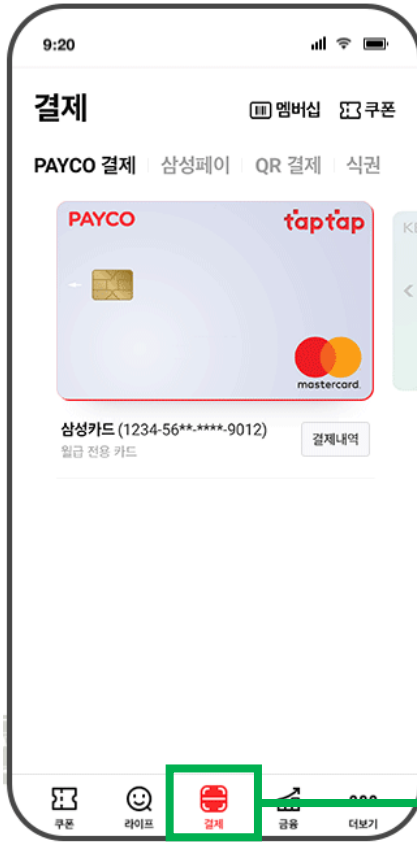 9:20
결제
멤버십 쿠폰
PAYCO 결제 삼성페이 QR 결제 식권
PAYCO taptap
mastercard.
삼성카드 (1234-56**-****-9012)
월급 전용 카드
결제내역
쿠폰 라이프 결제 금융 더보기